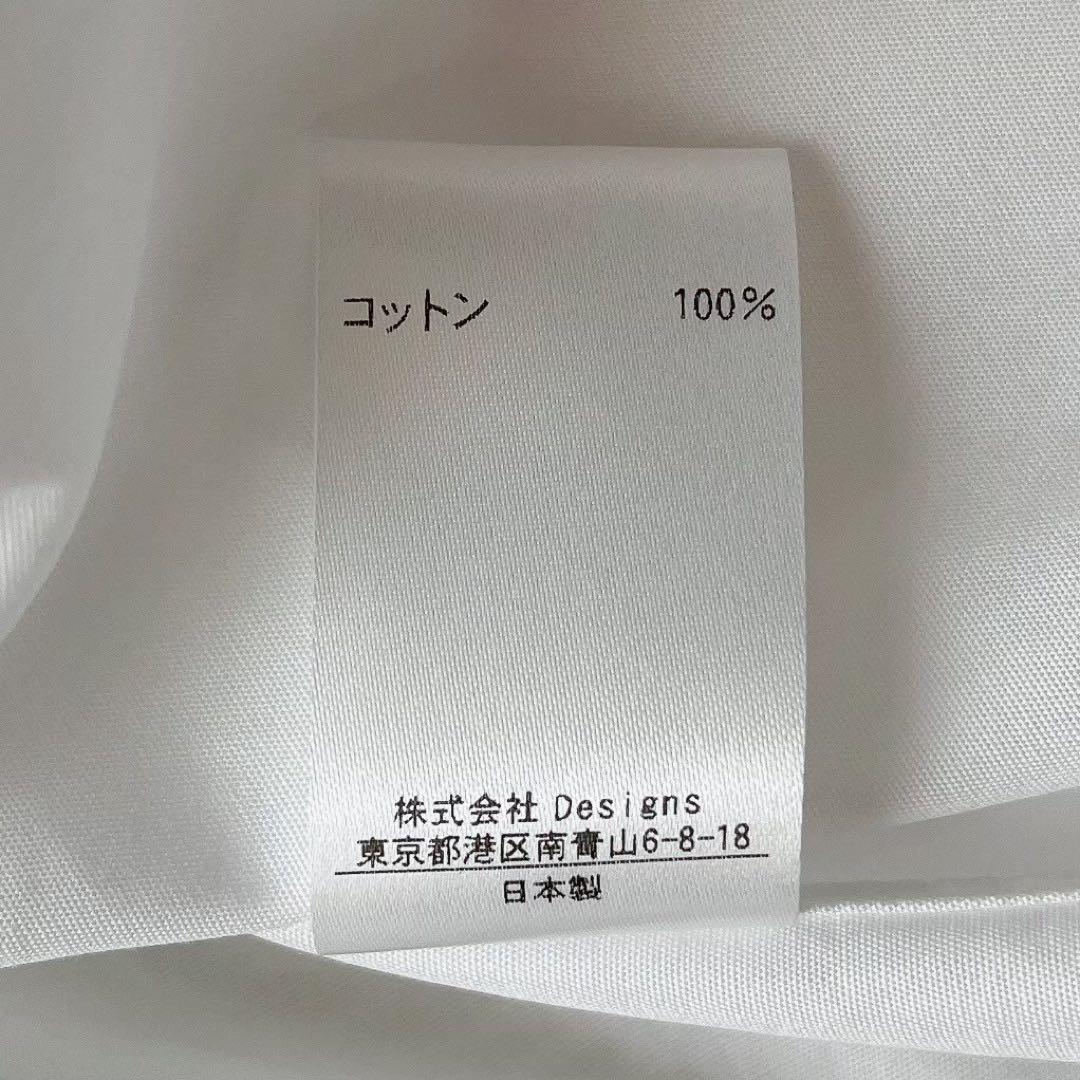 コットン 100%
株式会社 Designs
東京都港区南青山6-8-18
日本製